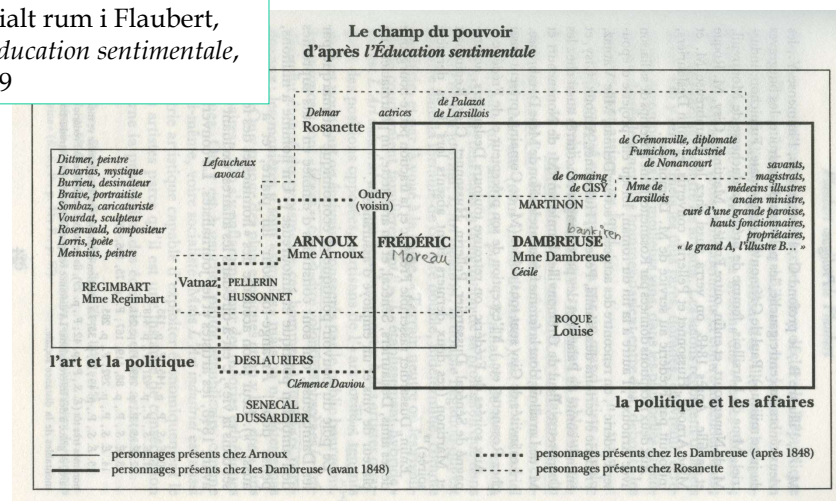 ialt rum i Flaubert,
ducation sentimentale,
9
Le champ du pouvoir
d'après l'Éducation sentimentale
Delmar
Rosanette
actrices
de Palazot
de Larsillois
Dittmer, peintre
Lovarias, mystique
Burrieu, dessinateur
Braive, portraitiste
Sombaz, caricaturiste
Vourdat, sculpteur
Rosenwald, compositeur
Lorris, poète
Meinsius, peintre
Lefaucheux
avocat
Oudry
(voisin)
de Grémonville, diplomate
Fumichon, industriel
de Nonancourt
de Comaing
de CISY
MARTINON
Mme de
Larsillois
savants,
magistrats,
médecins illustres
ancien ministre,
curé d'une grande paroisse,
hauts fonctionnaires,
propriétaires,
« le grand A, l'illustre B... »
ARNOUX
Mme Arnoux
FRÉDÉRIC
Moreau
bankiren
DAMBREUSE
Mme Dambreuse
Cécile
REGIMBART
Mme Regimbart
Vatnaz
PELLERIN
HUSSONNET
ROQUE
Louise
l'art et la politique
DESLAURIERS
Clémence Daviou
SENECAL
DUSSARDIER
la politique et les affaires
personnages présents chez Arnoux
personnages présents chez les Dambreuse (avant 1848)
personnages présents chez les Dambreuse (après 1848)
personnages présents chez Rosanette